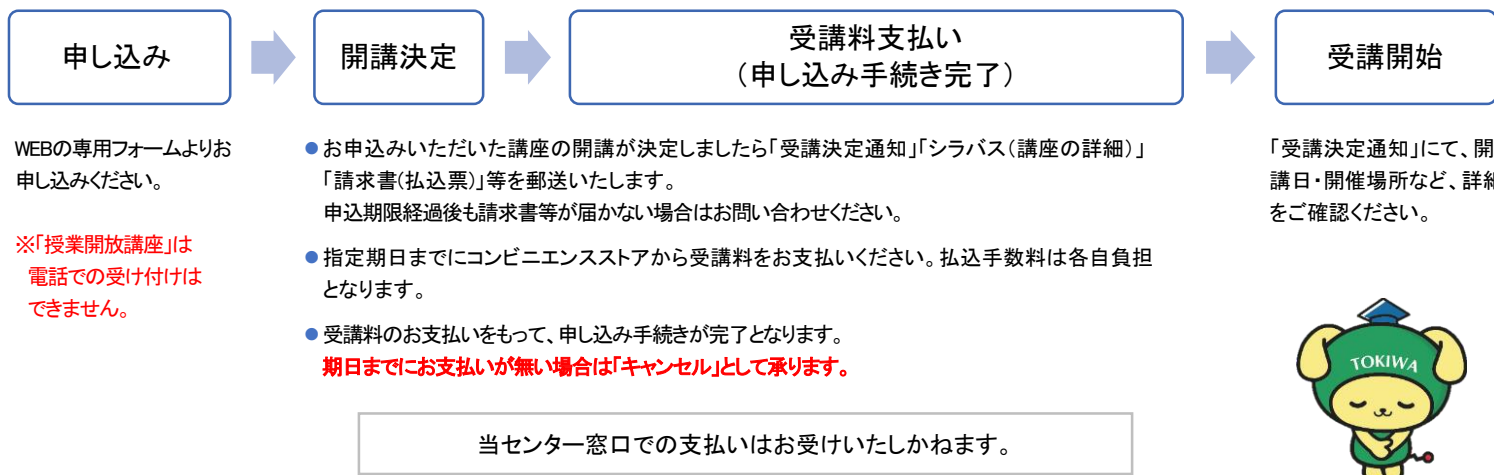 申し込み
開講決定
受講料支払い
（申し込み手続き完了）
受講開始
WEBの専用フォームよりお
申し込みください。
※「授業開放講座」は
電話での受け付けは
できません。
●お申込みいただいた講座の開講が決定しましたら「受講決定通知」「シラバス（講座の詳細）」
「請求書(払込票)」等を郵送いたします。
申込期限経過後も請求書等が届かない場合はお問い合わせください。
●指定期日までにコンビニエンスストアから受講料をお支払いください。払込手数料は各自負担
となります。
●受講料のお支払いをもって、申し込み手続きが完了となります。
期日までにお支払いが無い場合は「キャンセル」として承ります。
当センター窓口での支払いはお受けいたしかねます。
「受講決定通知」にて、開
講日・開催場所など、詳細
をご確認ください。
TOKIWA